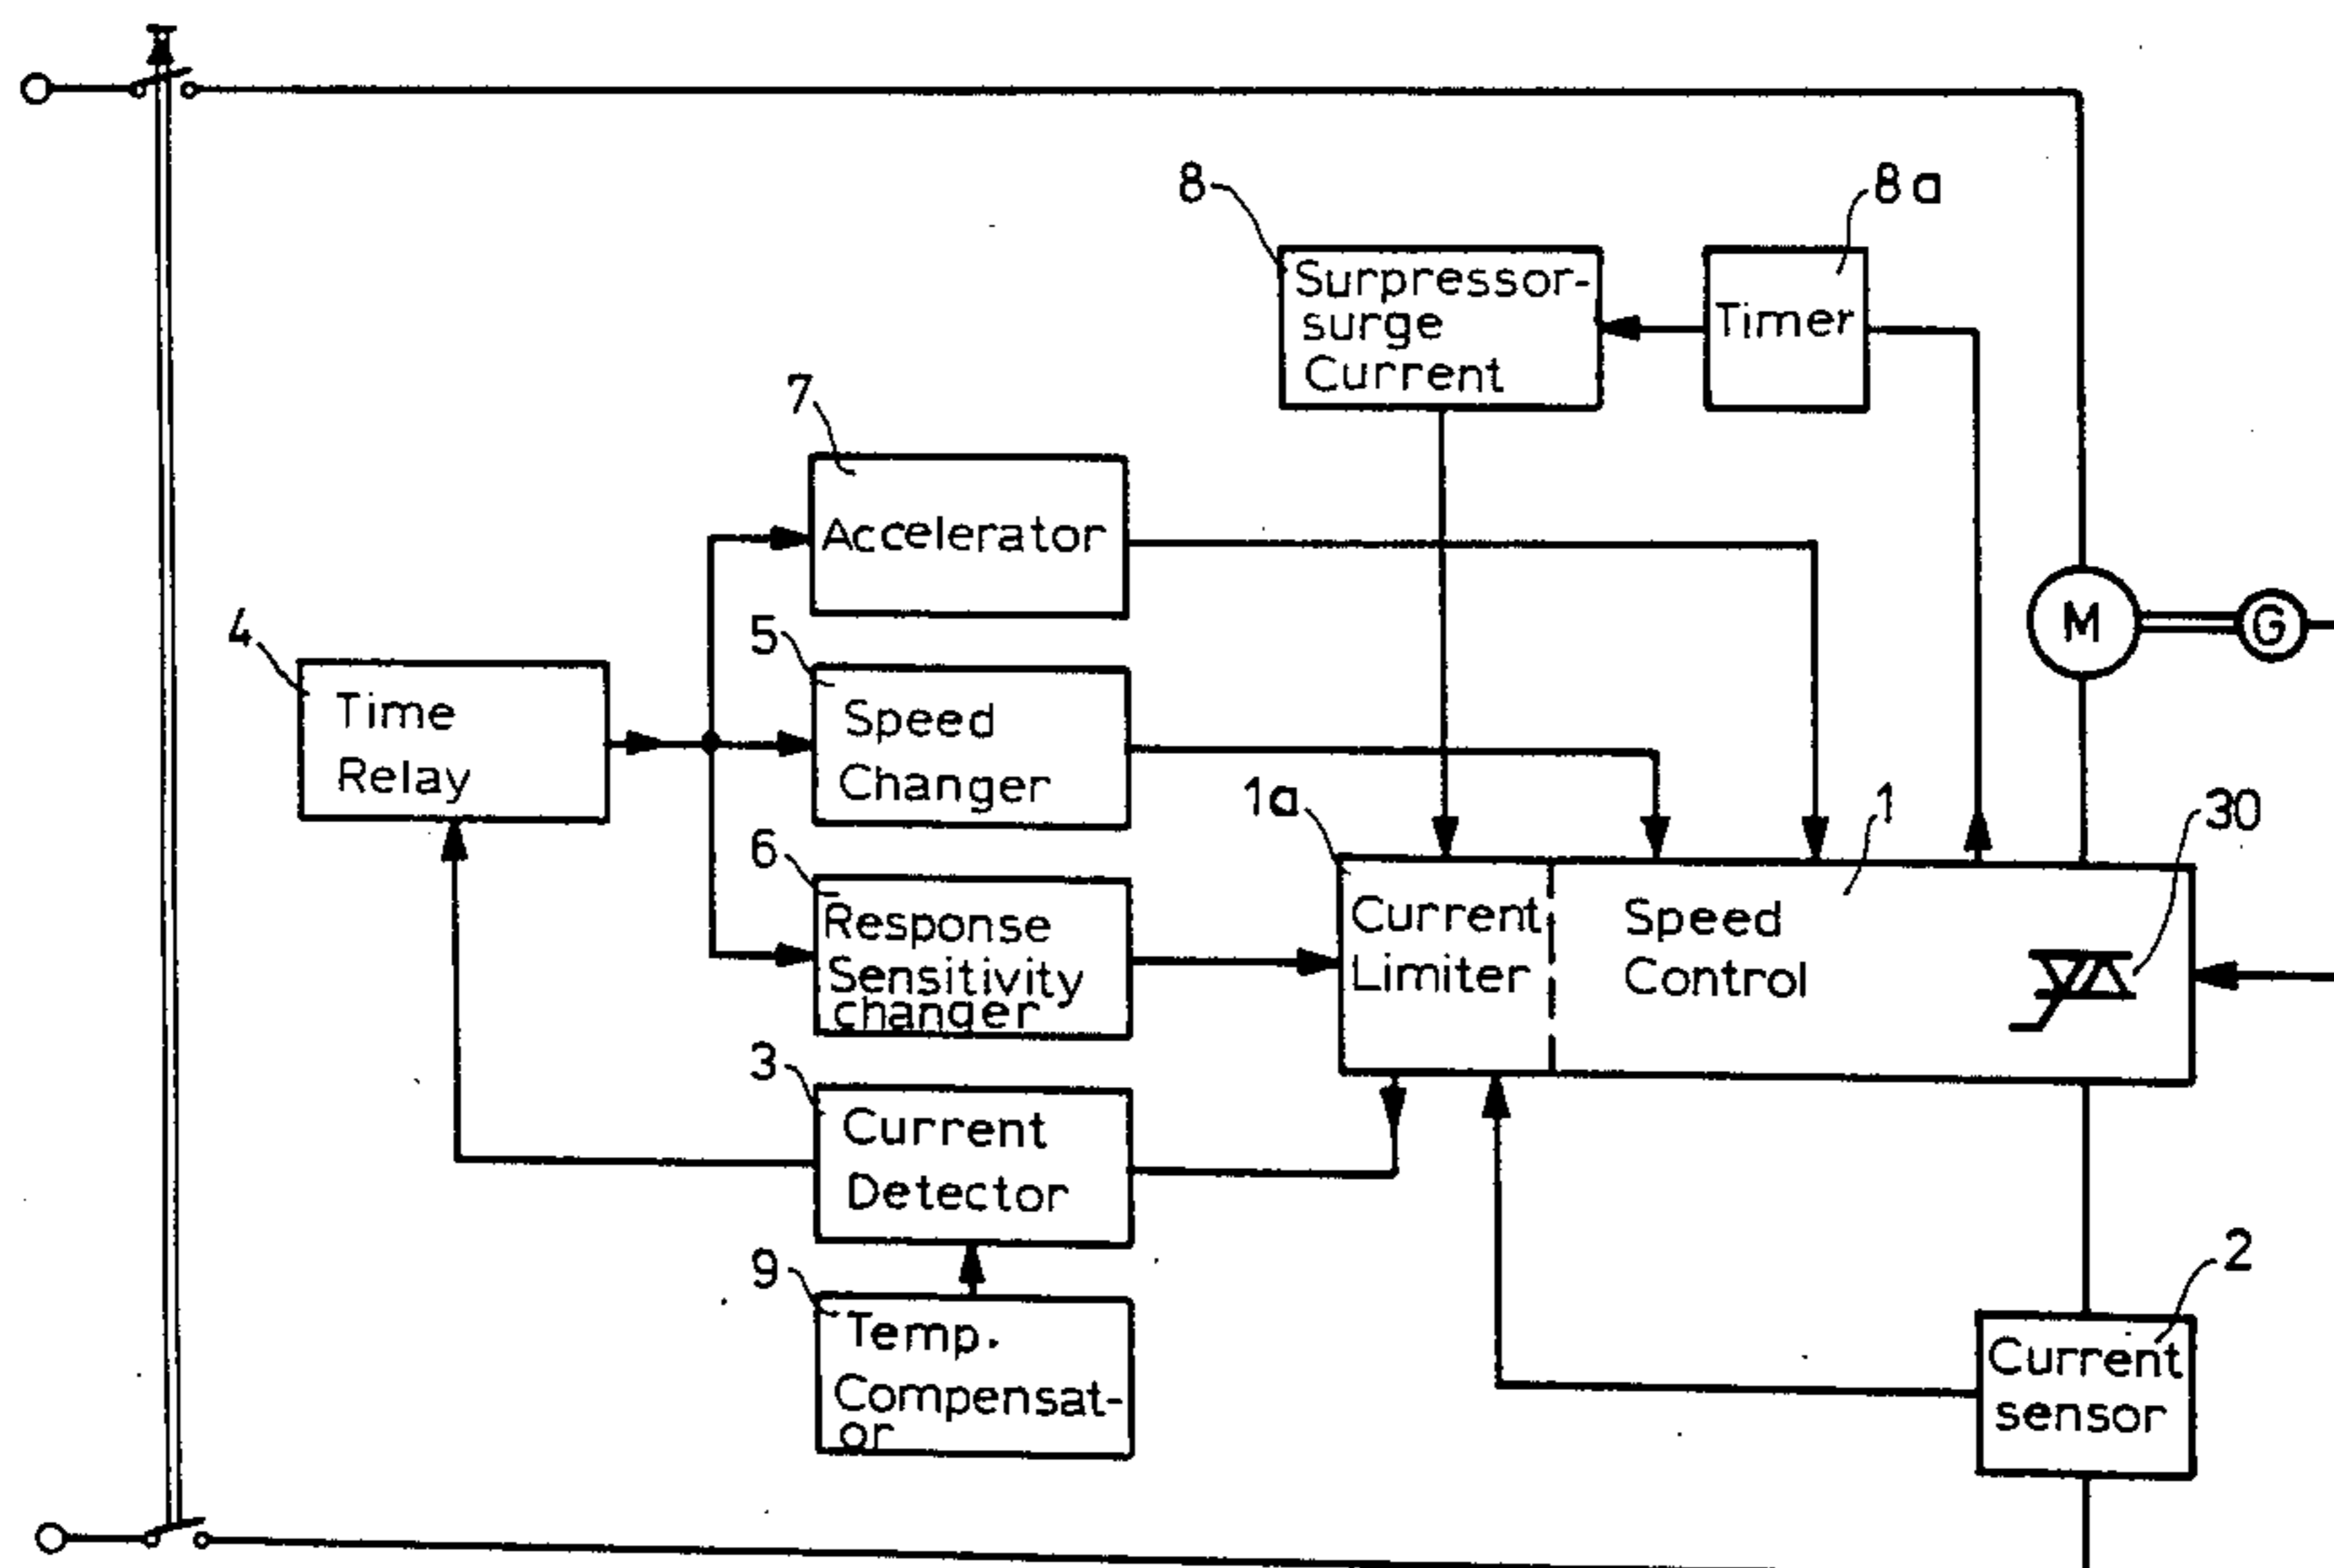 8
8a
Surpressor-
surge
Current
Timer
7
Accelerator
M
G
4
Time
Relay
5
Speed
Changer
1a
1
30
6
Response
Sensitivity
changer
Current
Limiter
Speed
Control
3
Current
Detector
9
Temp.
Compensat-
or
2
Current
sensor